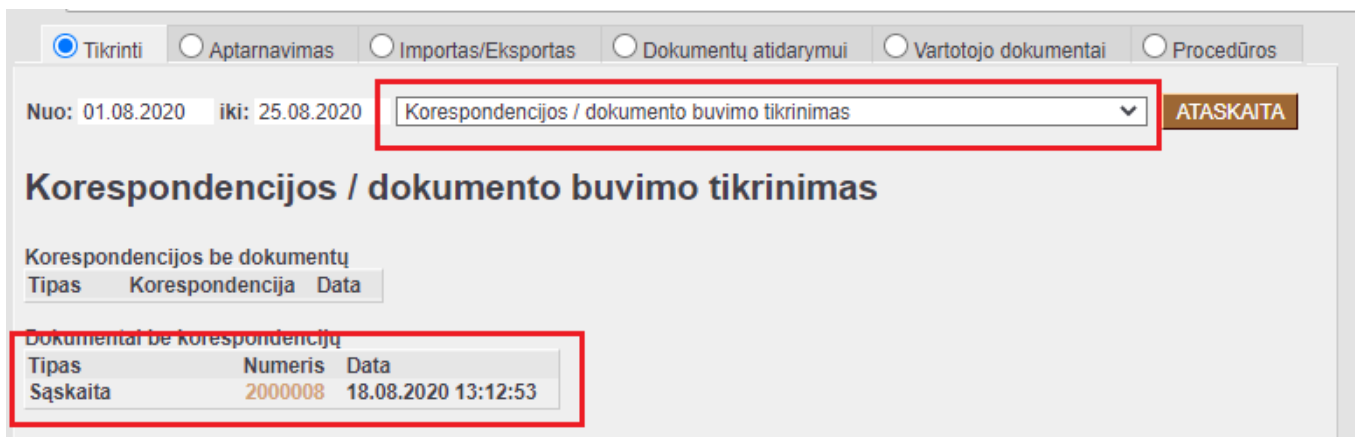 Tikrinti Aptarnavimas Importas/Eksportas Dokumentų atidarymui Vartotojo dokumentai Procedūros
Nuo: 01.08.2020 iki: 25.08.2020 Korespondencijos / dokumento buvimo tikrinimas ATASKAITA
Korespondencijos / dokumento buvimo tikrinimas
Korespondencijos be dokumentų
Tipas Korespondencija Data
Dokumentai be korespondencijų
Tipas Numeris Data
Sąskaita 2000008 18.08.2020 13:12:53